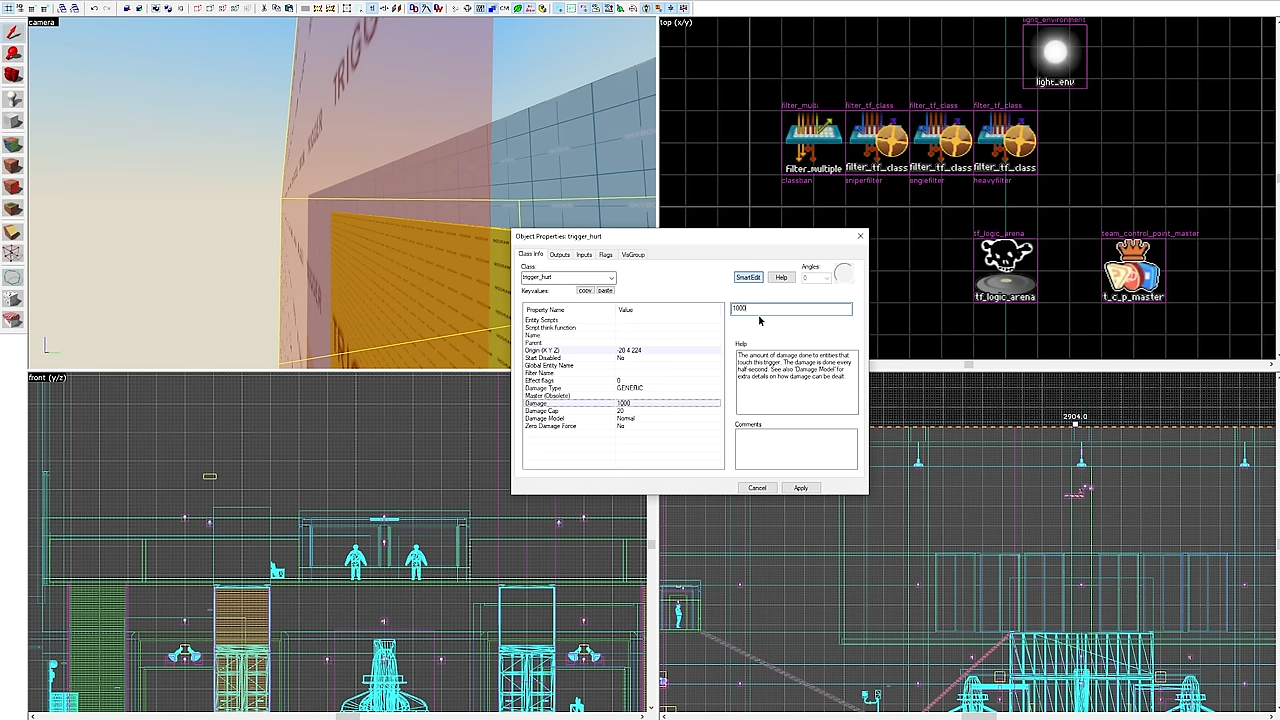 camera
TRIGG
top (x/y)
light_environment
light_env
filter_multi
filter_tf_class
filter_tf_class
filter_tf_class
filter_multiple
filter_tf_class
filter_tf_class
filter_tf_class
classban
sniperfilter
engiefilter
heavyfilter
tf_logic_arena
team_control_point_master
tf_logic_arena
t_c_p_master
Object Properties: trigger_hurt
Class Info
Outputs
Inputs
Flags
VisGroup
Class:
trigger_hurt
SmartEdit
Help
Angles:
0
Keyvalues:
copy
paste
Property Name
Value
1000
Entity Scripts
Script think function
Name
Parent
Origin (X Y Z)
-20 4 224
Start Disabled
No
Global Entity Name
Filter Name
Effect flags
0
Damage Type
GENERIC
Master (Obsolete)
Damage
1000
Damage Cap
20
Damage Model
Normal
Zero Damage Force
No
Help
The amount of damage done to entities that
touch this trigger. The damage is done every
half-second. See also 'Damage Model' for
extra details on how damage can be dealt.
Comments
Cancel
Apply
front (y/z)
2904.0